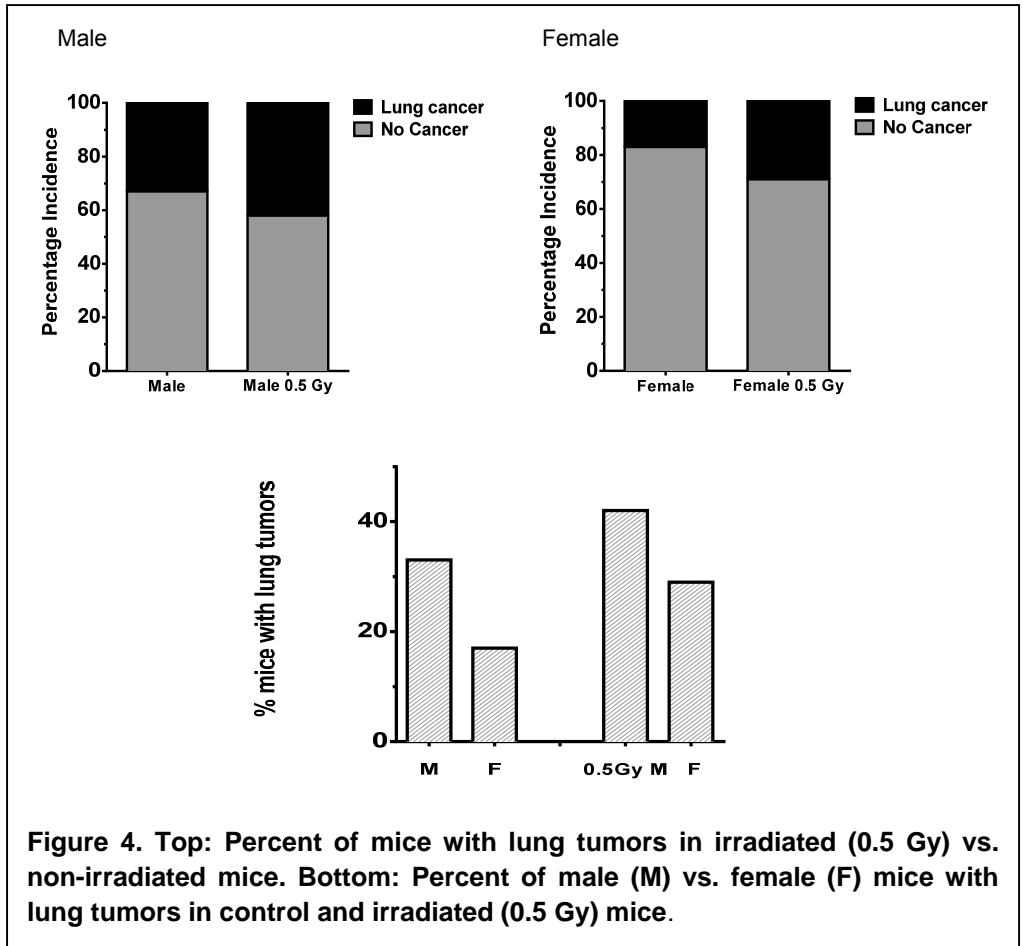 Male
Female
Percentage Incidence
100
80
60
40
20
0
Male
Male 0.5 Gy
Lung cancer
No Cancer
Percentage Incidence
100
80
60
40
20
0
Female
Female 0.5 Gy
Lung cancer
No Cancer
% mice with lung tumors
40
20
0
M
F
0.5Gy M
F
Figure 4. Top: Percent of mice with lung tumors in irradiated (0.5 Gy) vs.
non-irradiated mice. Bottom: Percent of male (M) vs. female (F) mice with
lung tumors in control and irradiated (0.5 Gy) mice.